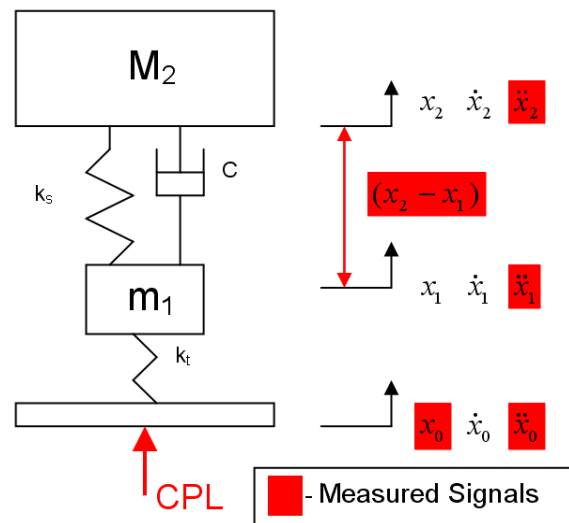 M₂
x₂ ẋ₂ ẍ₂
C
kₛ
(x₂ − x₁)
m₁
x₁ ẋ₁ ẍ₁
kₜ
x₀ ẋ₀ ẍ₀
CPL
- Measured Signals